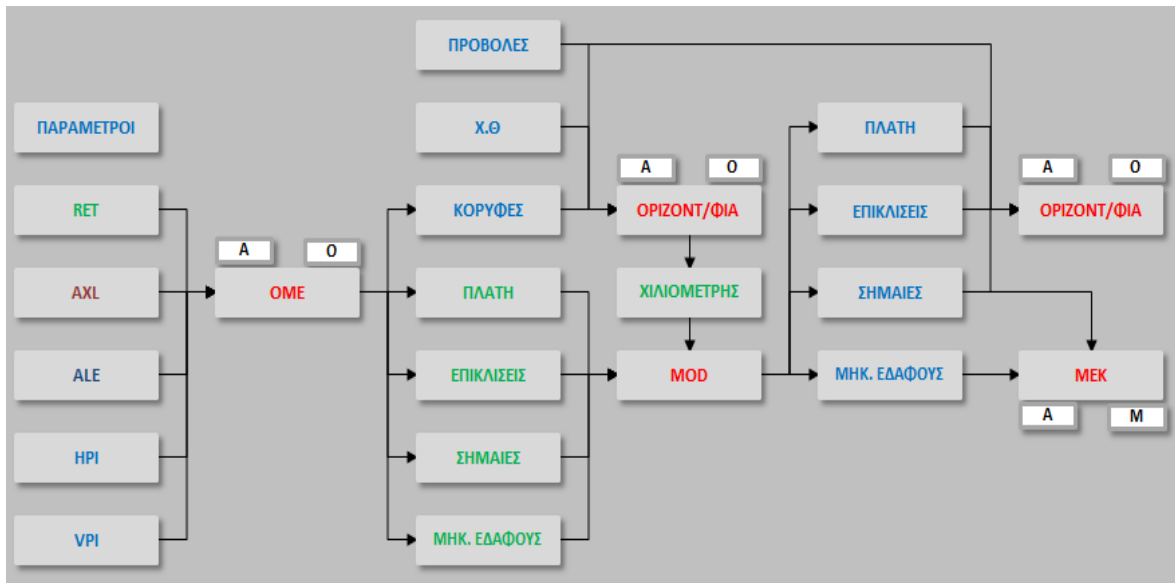 ΠΡΟΒΟΛΕΣ
ΠΑΡΑΜΕΤΡΟΙ
Χ.Θ
ΠΛΑΤΗ
RET
Α
Ο
ΚΟΡΥΦΕΣ
Α
Ο
ΟΡΙΖΟΝΤ/ΦΙΑ
ΕΠΙΚΛΙΣΕΙΣ
Α
Ο
ΟΡΙΖΟΝΤ/ΦΙΑ
AXL
ΟΜΕ
ΠΛΑΤΗ
ΧΙΛΙΟΜΕΤΡΗΣ
ΣΗΜΑΙΕΣ
ALE
ΕΠΙΚΛΙΣΕΙΣ
MOD
ΜΗΚ. ΕΔΑΦΟΥΣ
ΜΕΚ
Α
Μ
HPI
ΣΗΜΑΙΕΣ
VPI
ΜΗΚ. ΕΔΑΦΟΥΣ